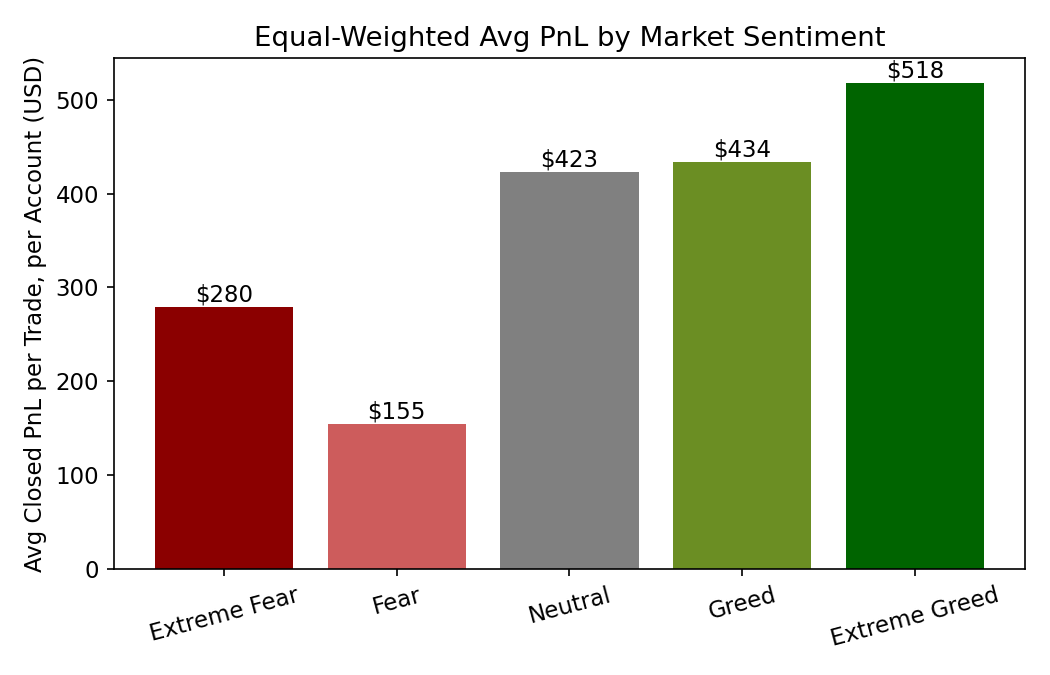 Equal-Weighted Avg PnL by Market Sentiment
Avg Closed PnL per Trade, per Account (USD)
500
400
300
200
100
0
$280
$155
$423
$434
$518
Extreme Fear
Fear
Neutral
Greed
Extreme Greed